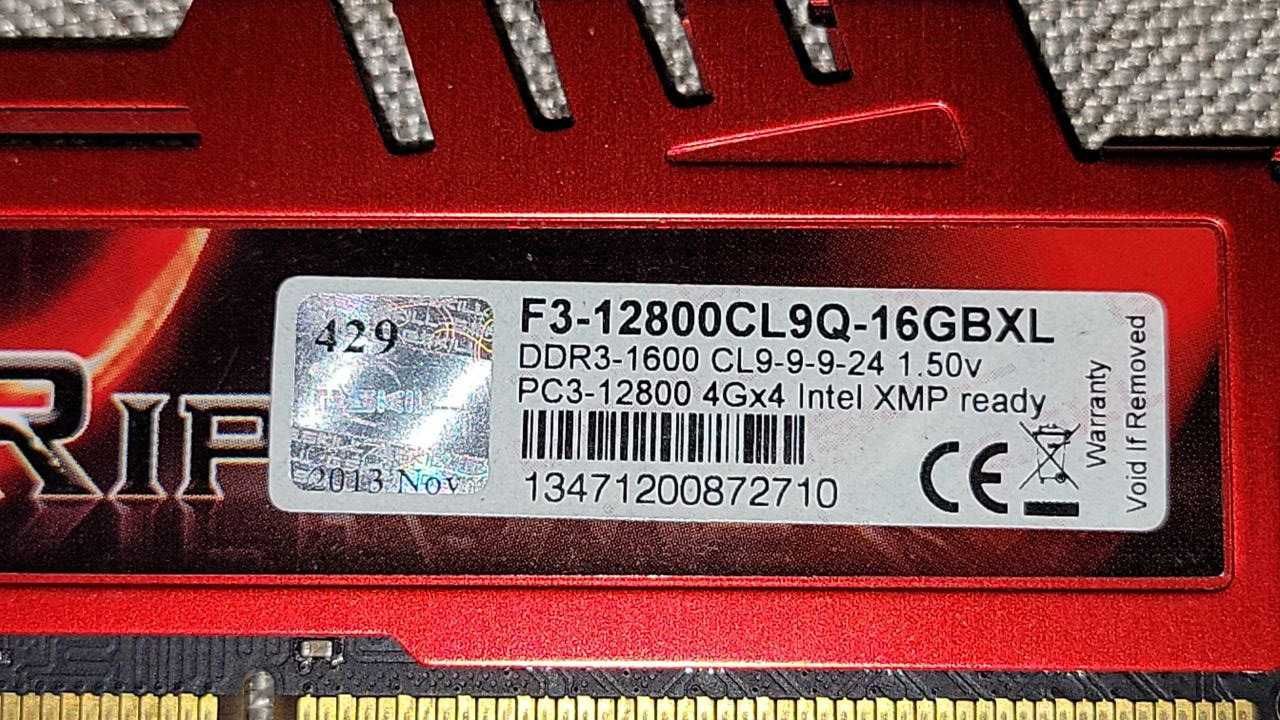 RIP
429
G.SKILL
2013 Nov
F3-12800CL9Q-16GBXL
DDR3-1600 CL9-9-9-24 1.50v
PC3-12800 4Gx4 Intel XMP ready
13471200872710
CE
Warranty
Void If Removed